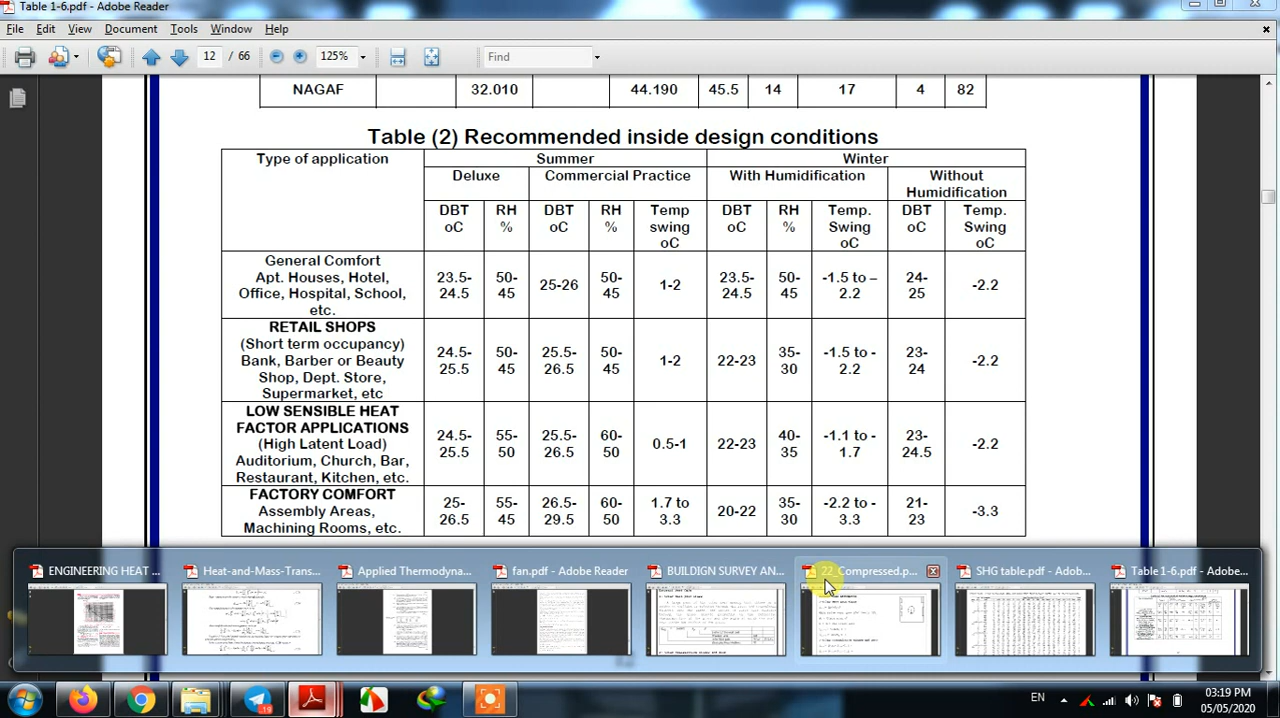 Table 1-6.pdf - Adobe Reader
File Edit View Document Tools Window Help
12 / 66 125% Find
NAGAF 32.010 44.190 45.5 14 17 4 82
Table (2) Recommended inside design conditions
Type of application Summer Winter
Deluxe Commercial Practice With Humidification Without
Humidification
DBT RH DBT RH Temp DBT RH Temp. DBT Temp.
oC % oC % swing oC % Swing oC Swing
oC oC oC
General Comfort
Apt. Houses, Hotel,
Office, Hospital, School,
etc.
23.5-
24.5
50-
45
25-26
50-
45
1-2
23.5-
24.5
50-
45
-1.5 to –
2.2
24-
25
-2.2
RETAIL SHOPS
(Short term occupancy)
Bank, Barber or Beauty
Shop, Dept. Store,
Supermarket, etc
24.5-
25.5
50-
45
25.5-
26.5
50-
45
1-2
22-23
35-
30
-1.5 to -
2.2
23-
24
-2.2
LOW SENSIBLE HEAT
FACTOR APPLICATIONS
(High Latent Load)
Auditorium, Church, Bar,
Restaurant, Kitchen, etc.
24.5-
25.5
55-
50
25.5-
26.5
60-
50
0.5-1
22-23
40-
35
-1.1 to -
1.7
23-
24.5
-2.2
FACTORY COMFORT
Assembly Areas,
Machining Rooms, etc.
25-
26.5
55-
45
26.5-
29.5
60-
50
1.7 to
3.3
20-22
35-
30
-2.2 to -
3.3
21-
23
-3.3
ENGINEERING HEAT ... Heat-and-Mass-Trans... Applied Thermodyna... fan.pdf - Adobe Reader BUILDIGN SURVEY AN... 22_Compressed.p... SHG table.pdf - Adob... Table 1-6.pdf - Adobe...
19 EN 03:19 PM
05/05/2020